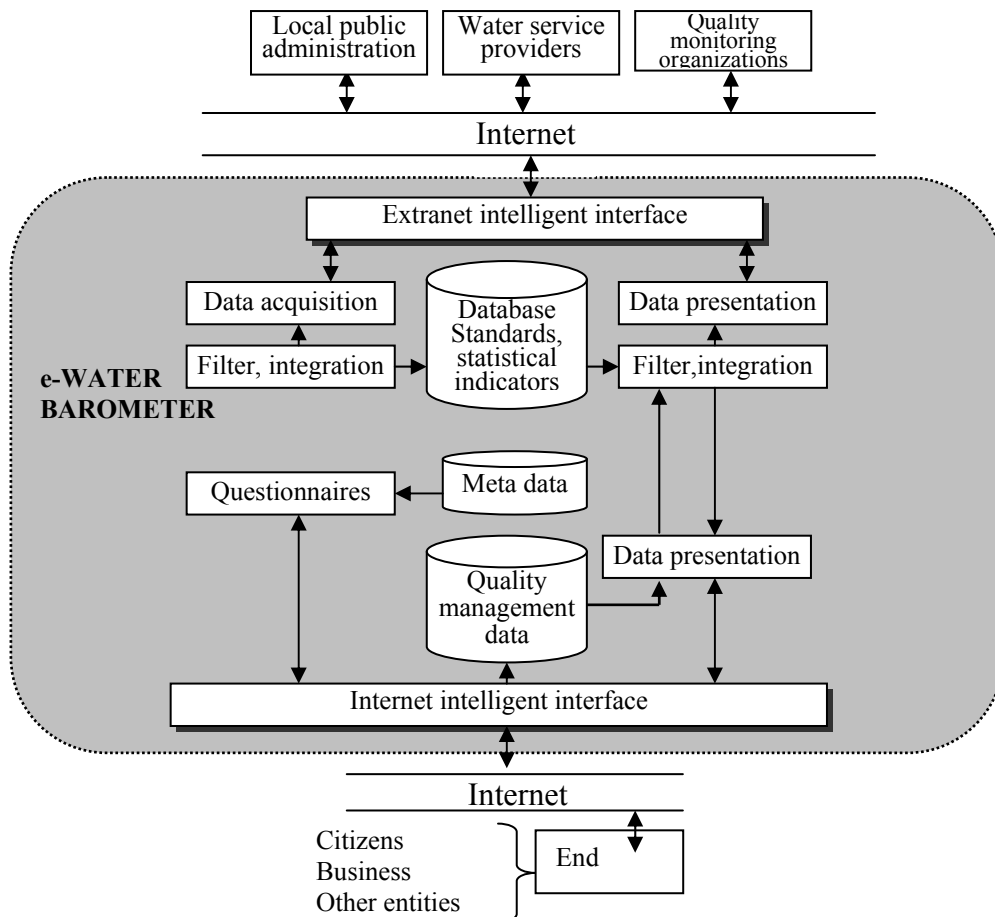 Local public
administration
Water service
providers
Quality
monitoring
organizations
Internet
Extranet intelligent interface
Data acquisition
Database
Standards,
statistical
indicators
Data presentation
Filter, integration
Filter,integration
e-WATER
BAROMETER
Questionnaires
Meta data
Data presentation
Quality
management
data
Internet intelligent interface
Internet
Citizens
Business
Other entities
End